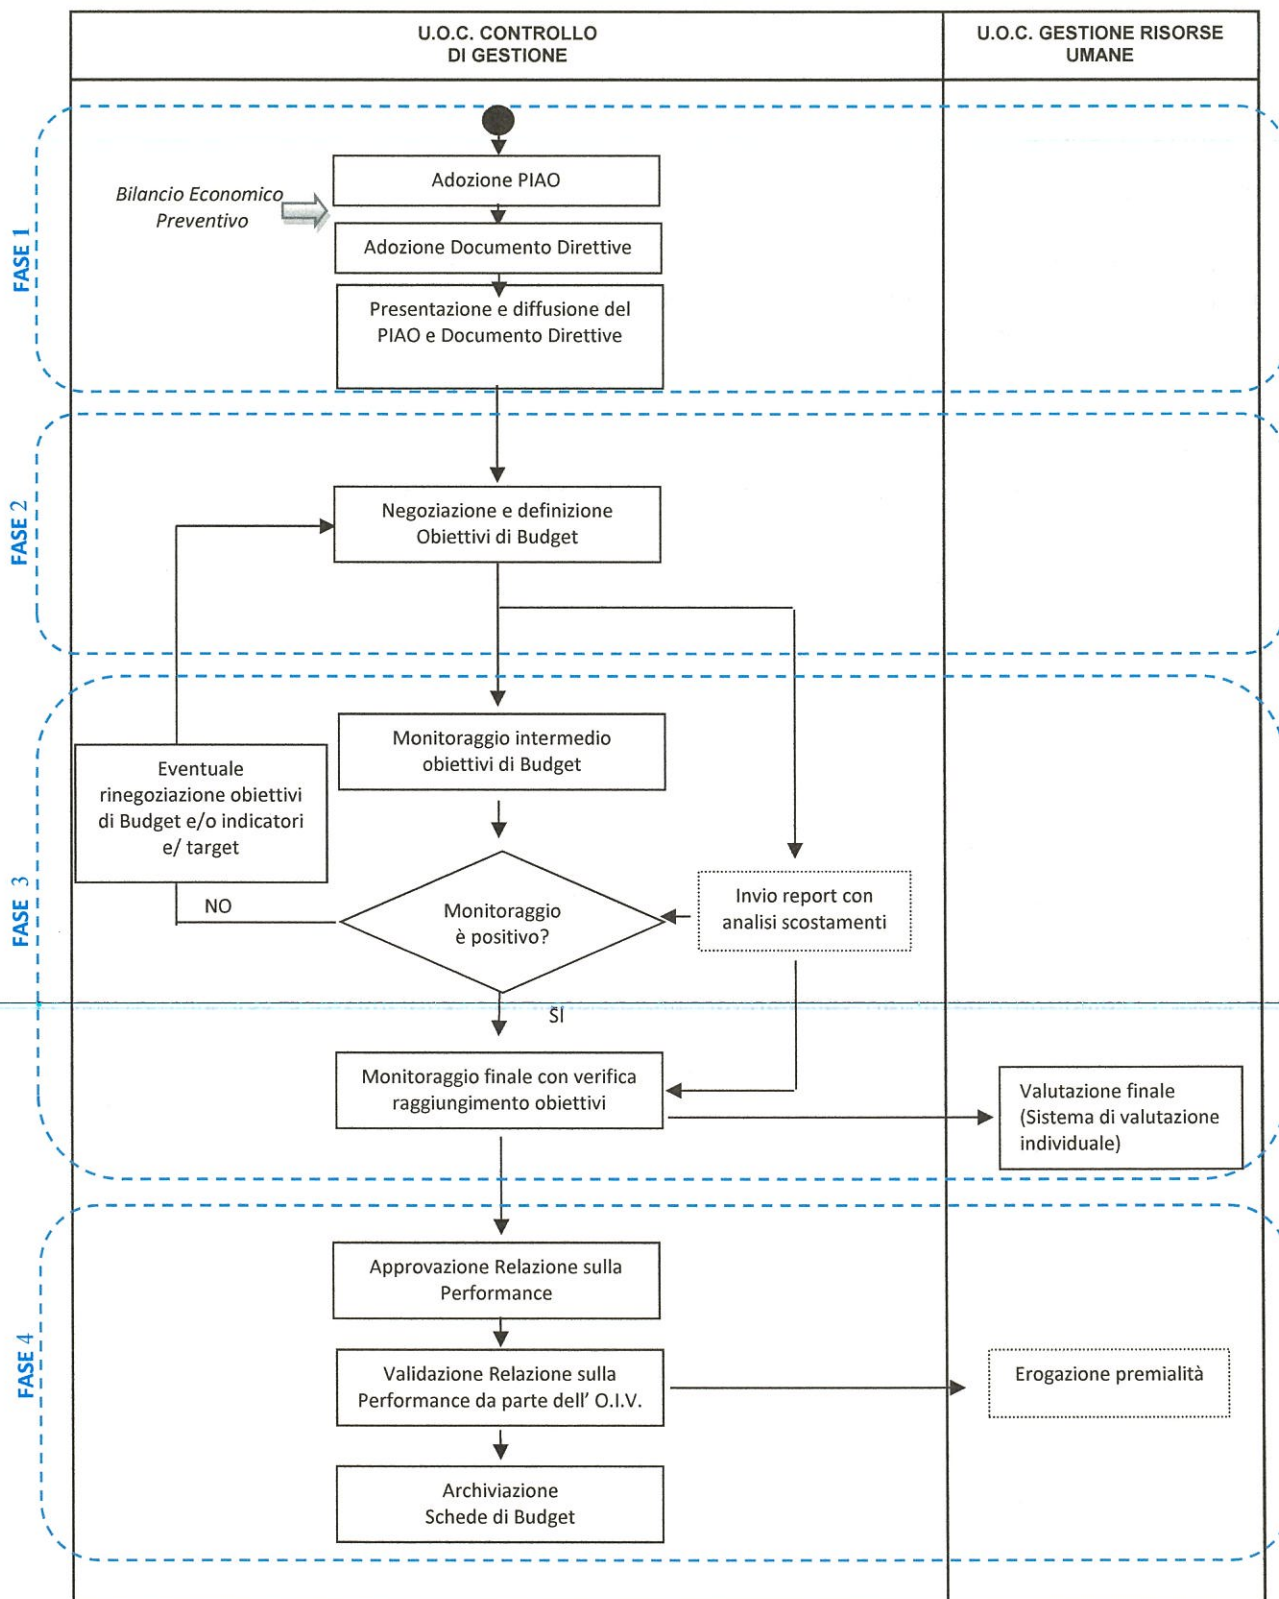 U.O.C. CONTROLLO
DI GESTIONE
U.O.C. GESTIONE RISORSE
UMANE
FASE 1
Bilancio Economico
Preventivo
Adozione PIAO
Adozione Documento Direttive
Presentazione e diffusione del
PIAO e Documento Direttive
FASE 2
Negoziazione e definizione
Obiettivi di Budget
FASE 3
Monitoraggio intermedio
obiettivi di Budget
Eventuale
rinegoziazione obiettivi
di Budget e/o indicatori
e/ target
NO
Monitoraggio
è positivo?
Invio report con
analisi scostamenti
SI
Monitoraggio finale con verifica
raggiungimento obiettivi
Valutazione finale
(Sistema di valutazione
individuale)
FASE 4
Approvazione Relazione sulla
Performance
Validazione Relazione sulla
Performance da parte dell' O.I.V.
Erogazione premialità
Archiviazione
Schede di Budget